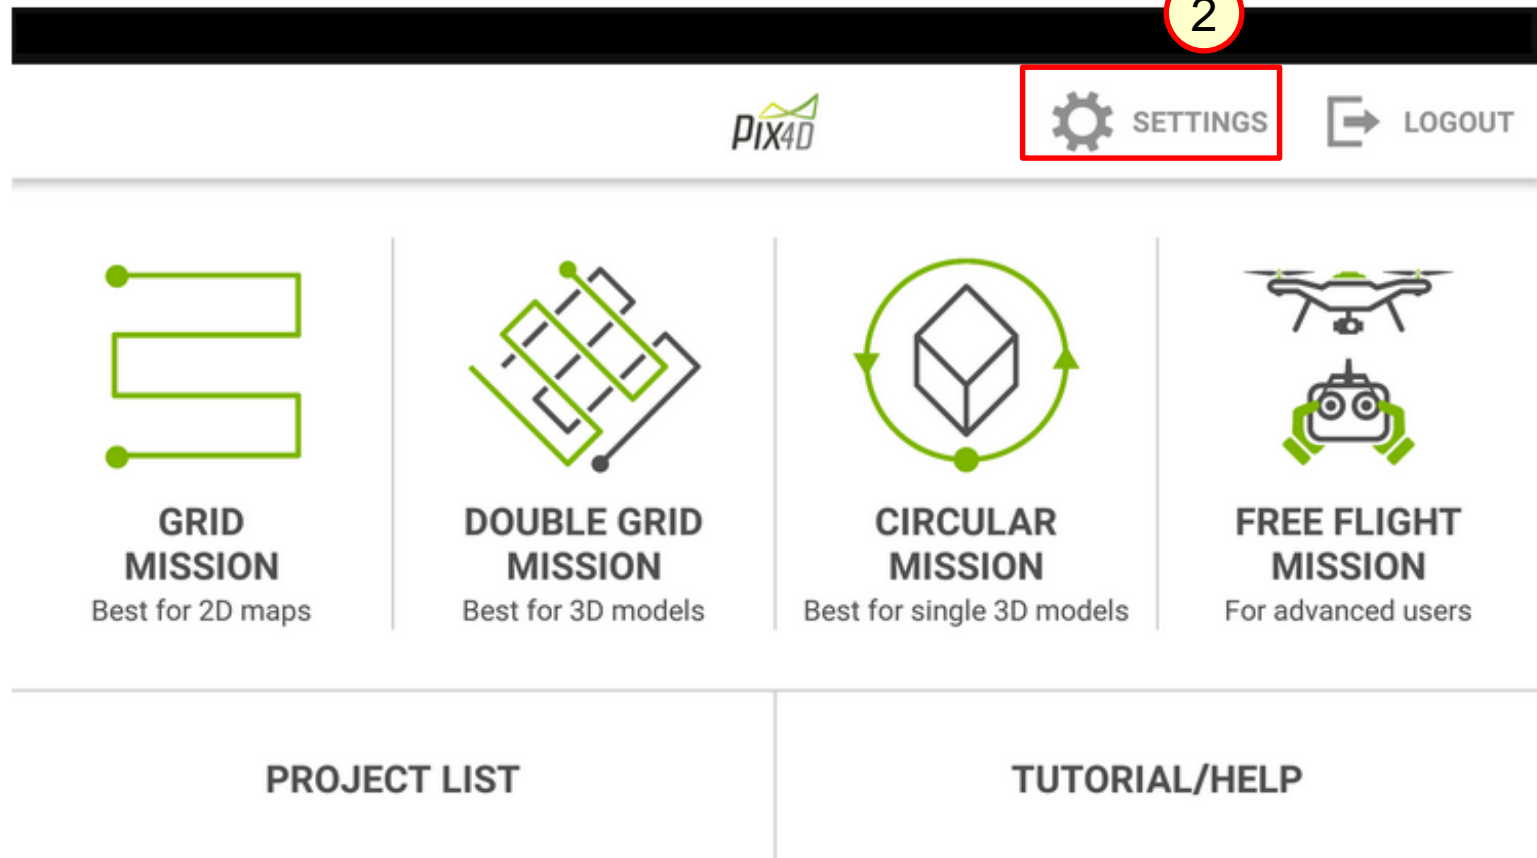 2
PIX4D
SETTINGS
LOGOUT
GRID
MISSION
Best for 2D maps
DOUBLE GRID
MISSION
Best for 3D models
CIRCULAR
MISSION
Best for single 3D models
FREE FLIGHT
MISSION
For advanced users
PROJECT LIST
TUTORIAL/HELP